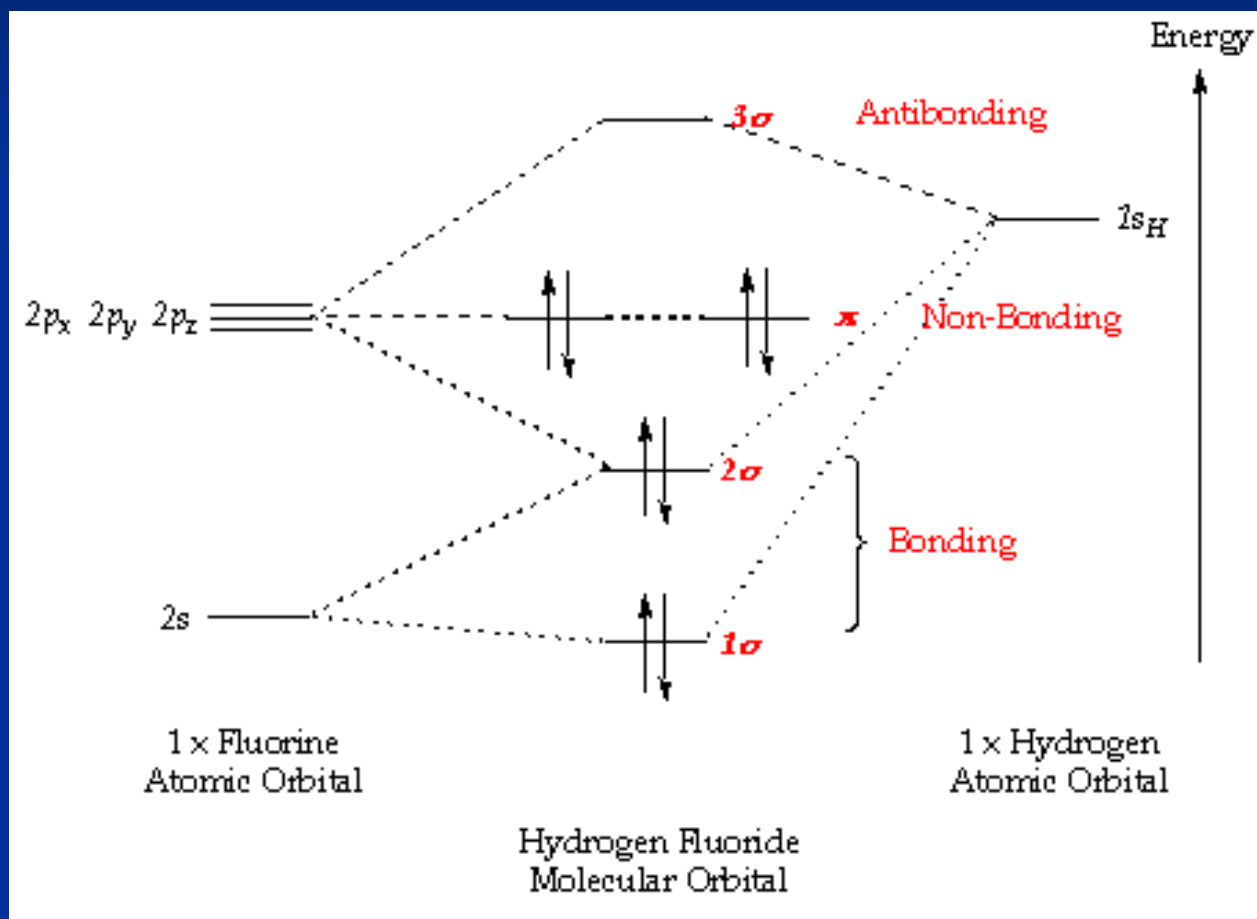 Energy
3σ Antibonding
1s_H
2p_x 2p_y 2p_z
π Non-Bonding
2σ
Bonding
2s
1σ
1 x Fluorine
Atomic Orbital
1 x Hydrogen
Atomic Orbital
Hydrogen Fluoride
Molecular Orbital